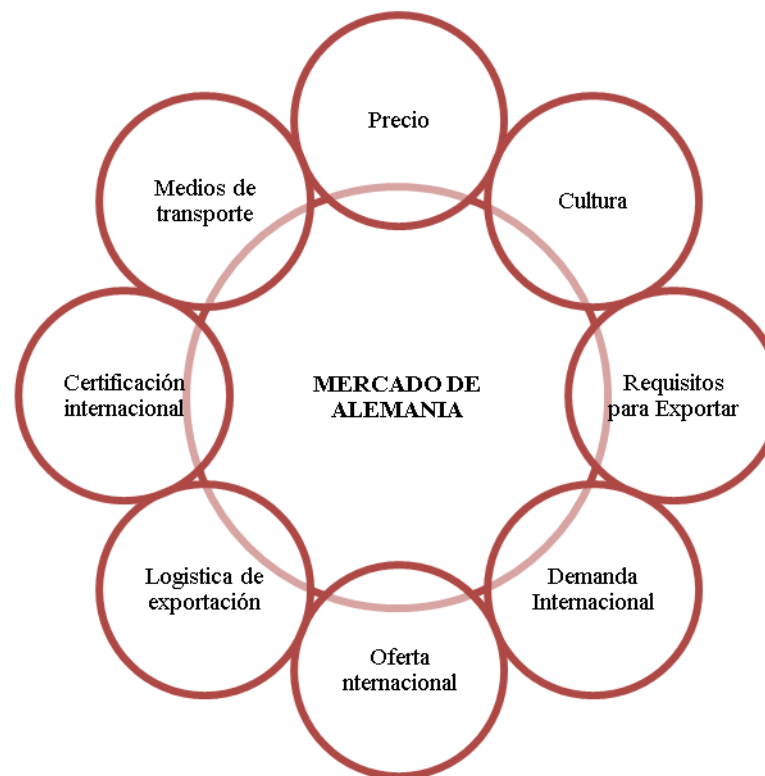 Precio
Cultura
Requisitos
para Exportar
Demanda
Internacional
Oferta
nternacional
Logistica de
exportación
Certificación
internacional
Medios de
transporte
MERCADO DE
ALEMANIA